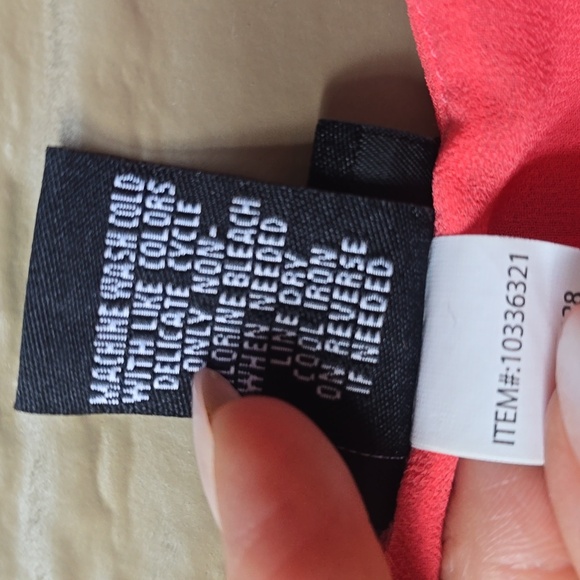 MACHINE WASH COLD
WITH LIKE COLORS
DELICATE CYCLE
ONLY NON-
LORINE BLEACH
WHEN NEEDED
LINE DRY
COOL IRON
ON REVERSE
IF NEEDED
ITEM#:10336321